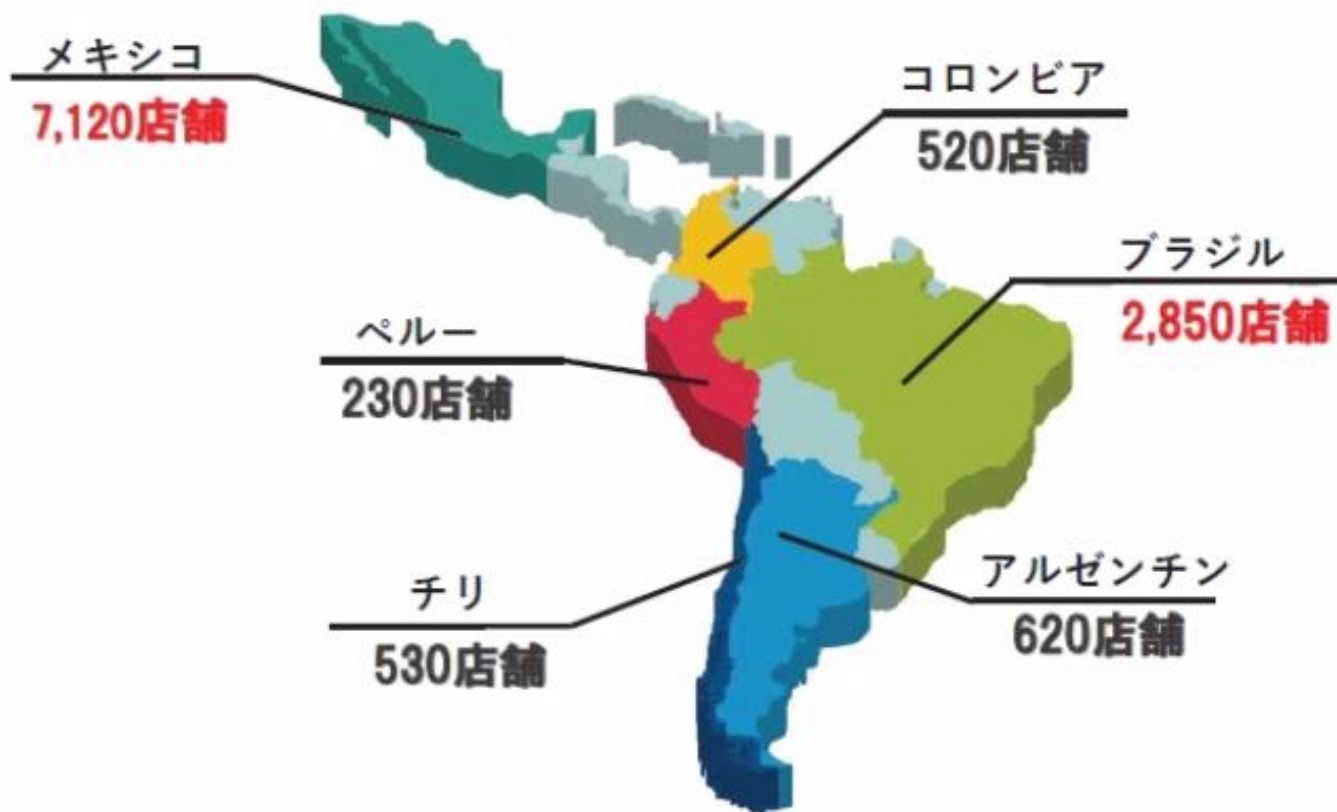 メキシコ
7,120店舗
コロンビア
520店舗
ブラジル
2,850店舗
ペルー
230店舗
チリ
530店舗
アルゼンチン
620店舗